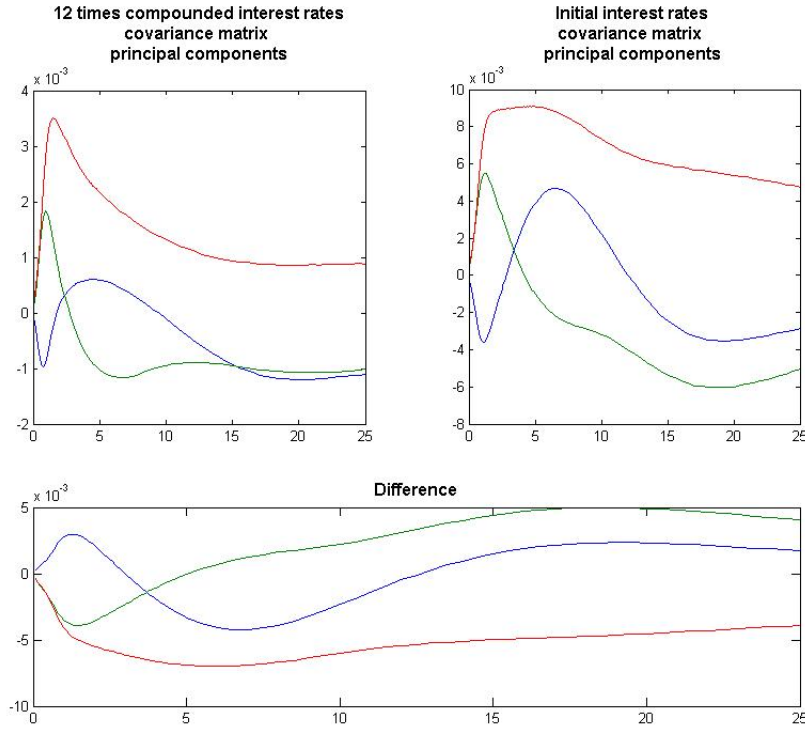 12 times compounded interest rates
covariance matrix
principal components
x 10-3
4
3
2
1
0
-1
-2
0 5 10 15 20 25
Initial interest rates
covariance matrix
principal components
x 10-3
10
8
6
4
2
0
-2
-4
-6
-8
0 5 10 15 20 25
Difference
x 10-3
5
0
-5
-10
0 5 10 15 20 25